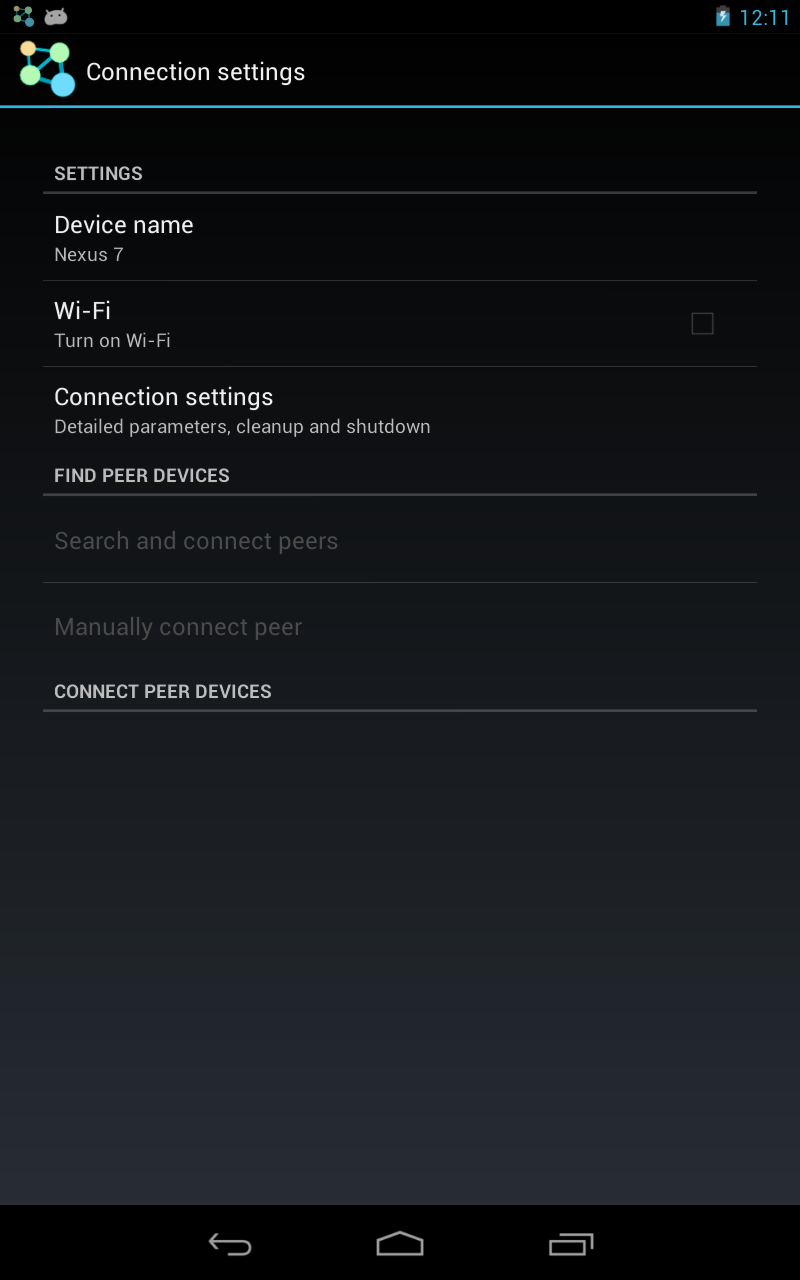 12:11
Connection settings
SETTINGS
Device name
Nexus 7
Wi-Fi
Turn on Wi-Fi
Connection settings
Detailed parameters, cleanup and shutdown
FIND PEER DEVICES
Search and connect peers
Manually connect peer
CONNECT PEER DEVICES